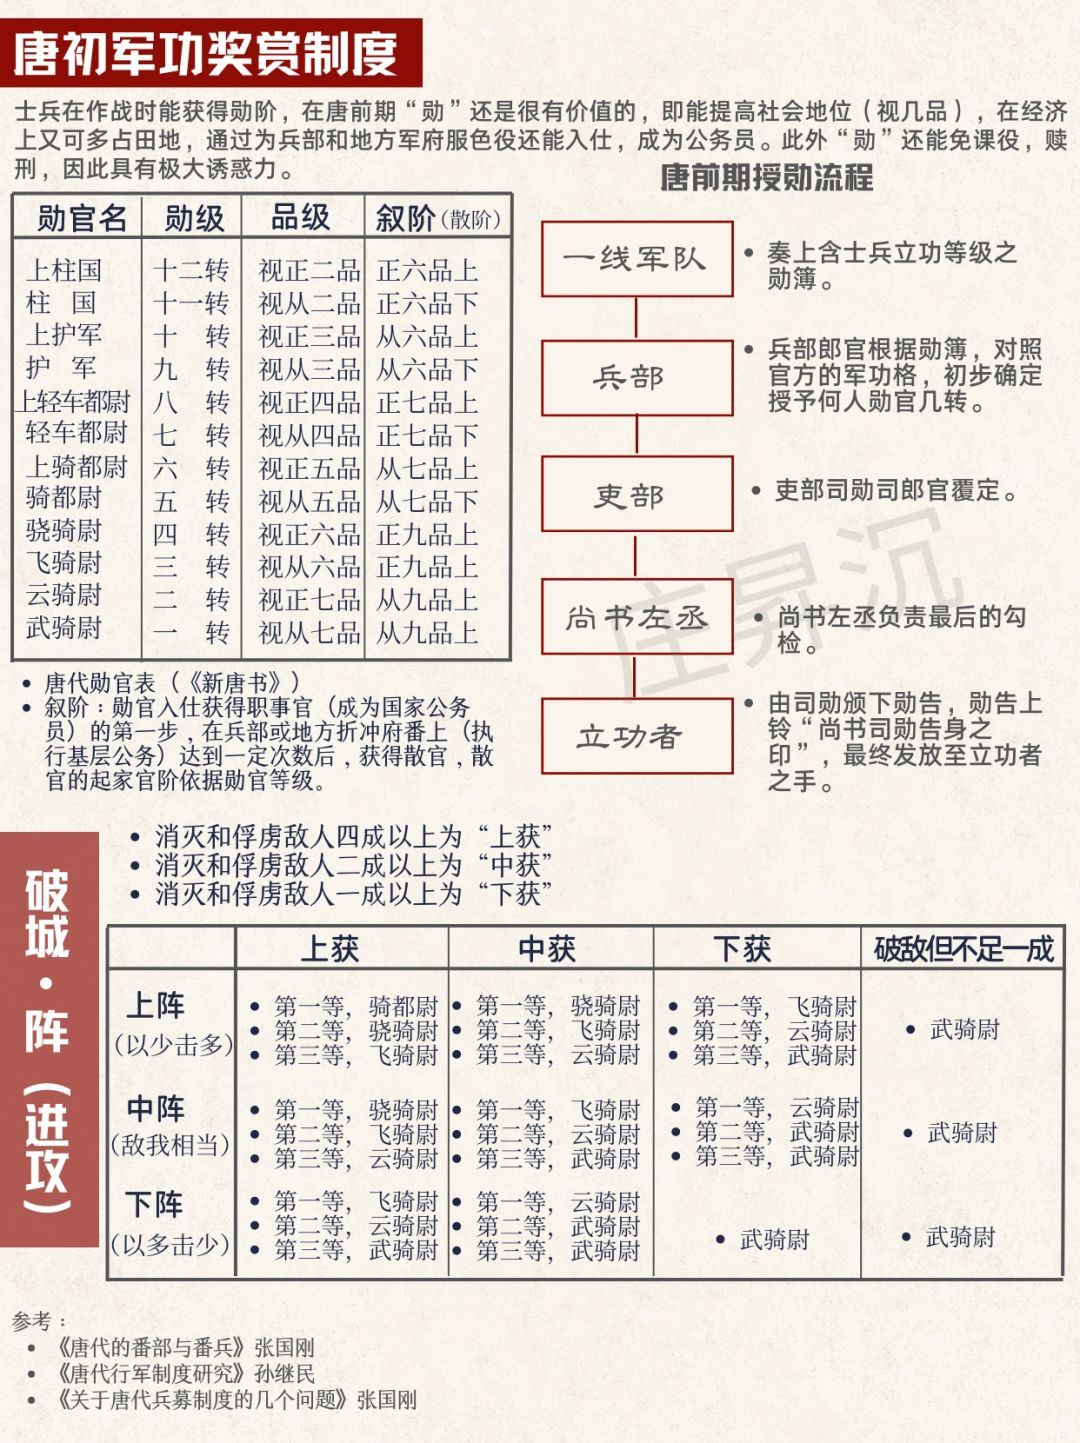 唐初军功奖赏制度
士兵在作战时能获得勋阶，在唐前期“勋”还是很有价值的，即能提高社会地位（视几品），在经济
上又可多占田地，通过为兵部和地方军府服色役还能入仕，成为公务员。此外“勋”还能免课役，赎
刑，因此具有极大诱惑力。
勋官名 勋级 品级 叙阶（散阶）
上柱国 十二转 视正二品 正六品上
柱 国 十一转 视从二品 正六品下
上护军 十 转 视正三品 从六品上
护 军 九 转 视从三品 从六品下
上轻车都尉 八 转 视正四品 正七品上
轻车都尉 七 转 视从四品 正七品下
上骑都尉 六 转 视正五品 从七品上
骑都尉 五 转 视从五品 从七品下
骁骑尉 四 转 视正六品 正九品上
飞骑尉 三 转 视从六品 正九品上
云骑尉 二 转 视正七品 从九品上
武骑尉 一 转 视从七品 从九品上
• 唐代勋官表（《新唐书》）
• 叙阶：勋官入仕获得职事官（成为国家公务
员）的第一步，在兵部或地方折冲府番上（执
行基层公务）达到一定次数后，获得散官，散
官的起家官阶依据勋官等级。
唐前期授勋流程
一线军队
• 奏上含士兵立功等级之
勋簿。
兵部
• 兵部郎官根据勋簿，对照
官方的军功格，初步确定
授予何人勋官几转。
吏部
• 吏部司勋司郎官覆定。
尚书左丞
• 尚书左丞负责最后的勾
检。
立功者
• 由司勋颁下勋告，勋告上
铃“尚书司勋告身之
印”，最终发放至立功者
之手。
庄昇沉
破城·阵（进攻）
• 消灭和俘虏敌人四成以上为“上获”
• 消灭和俘虏敌人二成以上为“中获”
• 消灭和俘虏敌人一成以上为“下获”
上获 中获 下获 破敌但不足一成
上阵
（以少击多）
• 第一等，骑都尉 • 第一等，骁骑尉 • 第一等，飞骑尉
• 第二等，骁骑尉 • 第二等，飞骑尉 • 第二等，云骑尉 • 武骑尉
• 第三等，飞骑尉 • 第三等，云骑尉 • 第三等，武骑尉
中阵
（敌我相当）
• 第一等，骁骑尉 • 第一等，飞骑尉 • 第一等，云骑尉
• 第二等，飞骑尉 • 第二等，云骑尉 • 第二等，武骑尉 • 武骑尉
• 第三等，云骑尉 • 第三等，武骑尉 • 第三等，武骑尉
下阵
（以多击少）
• 第一等，飞骑尉 • 第一等，云骑尉
• 第二等，云骑尉 • 第二等，武骑尉 • 武骑尉 • 武骑尉
• 第三等，武骑尉 • 第三等，武骑尉
参考：
• 《唐代的番部与番兵》张国刚
• 《唐代行军制度研究》孙继民
• 《关于唐代兵募制度的几个问题》张国刚